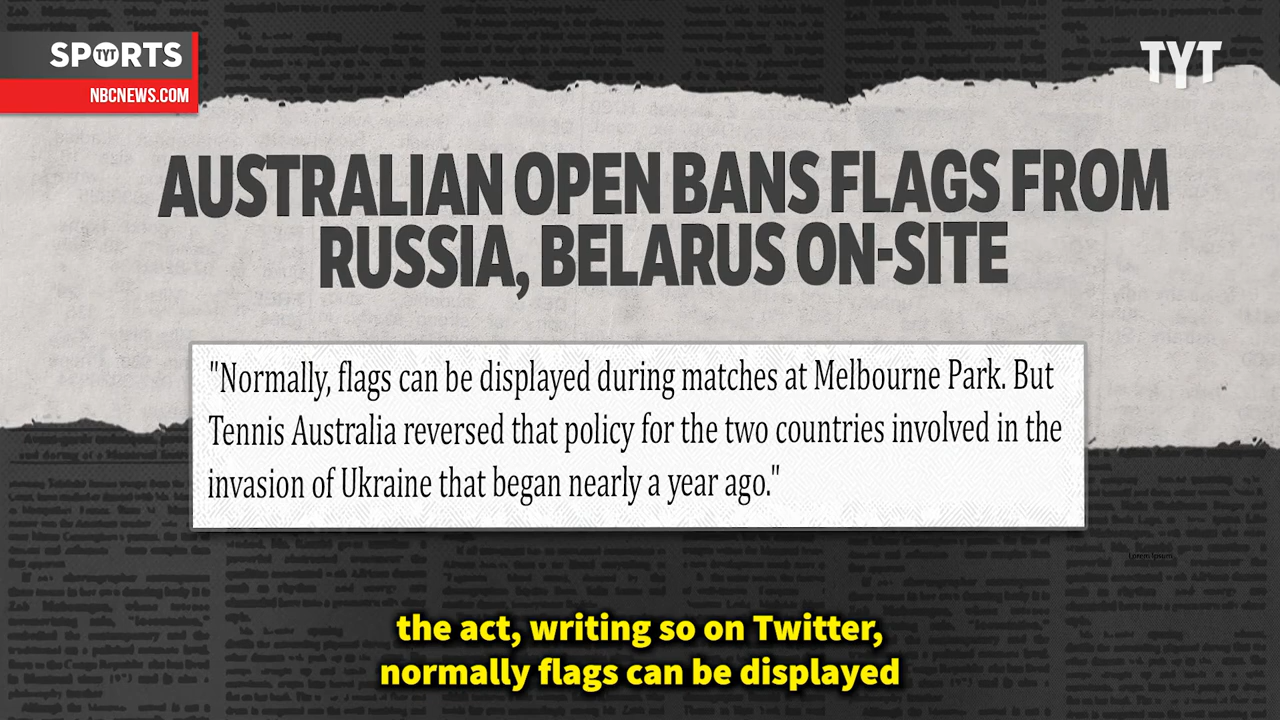 SPORTS
TYT
NBCNEWS.COM
TYT
AUSTRALIAN OPEN BANS FLAGS FROM
RUSSIA, BELARUS ON-SITE
"Normally, flags can be displayed during matches at Melbourne Park. But
Tennis Australia reversed that policy for the two countries involved in the
invasion of Ukraine that began nearly a year ago."
Lorem Ipsum
the act, writing so on Twitter,
normally flags can be displayed